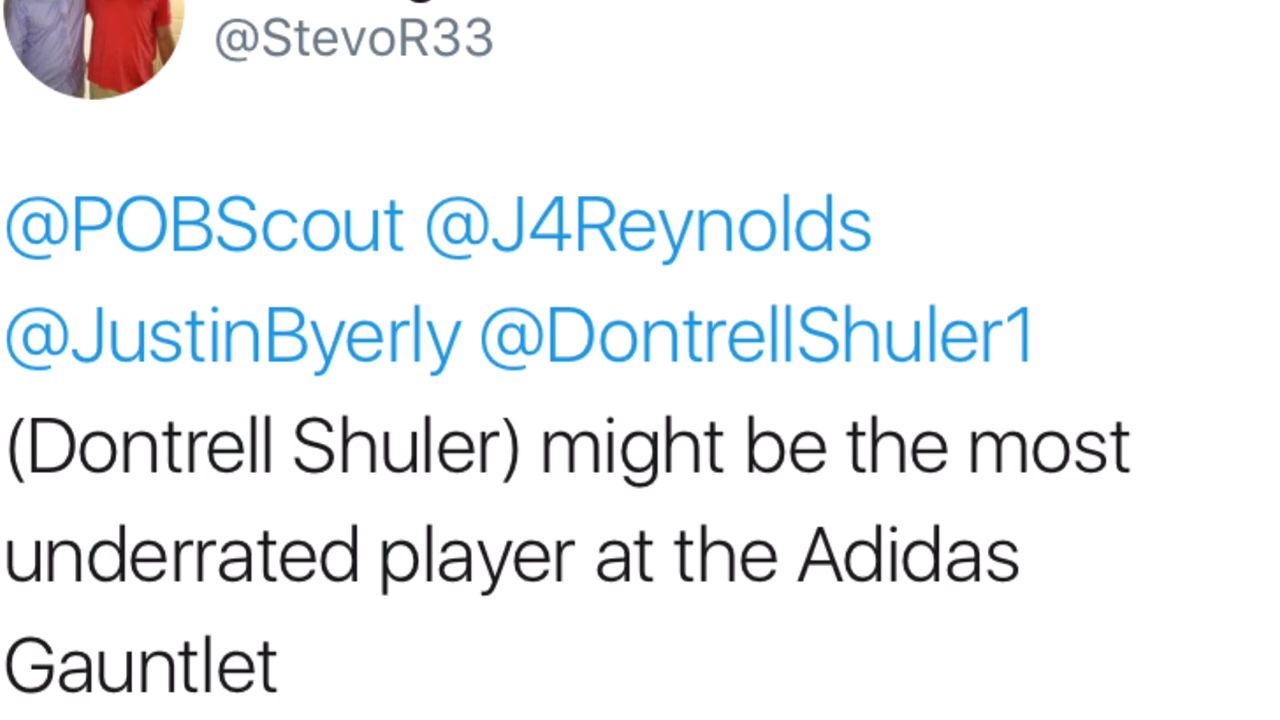 @StevoR33
@POBScout @J4Reynolds
@JustinByerly @DontrellShuler1
(Dontrell Shuler) might be the most
underrated player at the Adidas
Gauntlet